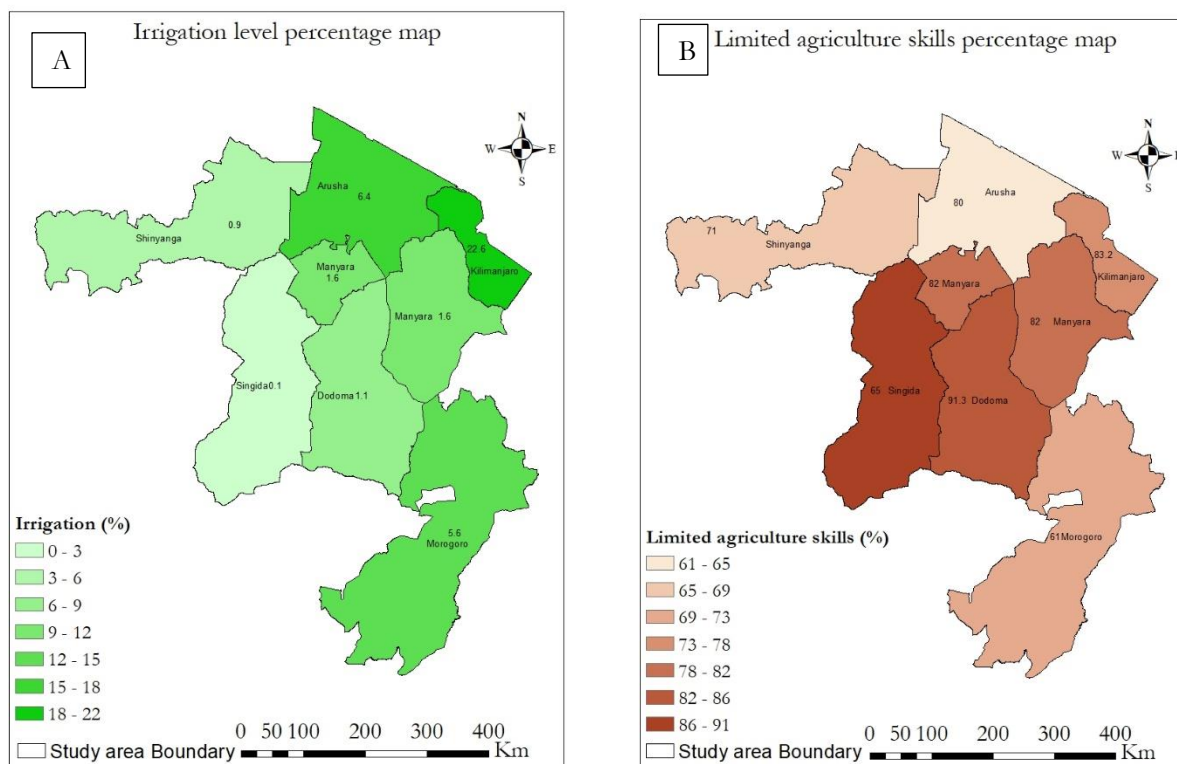 A
Irrigation level percentage map
N
W E
S
Arusha
6.4
0.9
Shinyanga
22.6
Kilimanjaro
Manyara
1.6
Manyara 1.6
Singida0.1
Dodoma1.1
5.6
Morogoro
Irrigation (%)
0 - 3
3 - 6
6 - 9
9 - 12
12 - 15
15 - 18
18 - 22
Study area Boundary
0 50 100 200 300 400
Km
B
Limited agriculture skills percentage map
N
W
S
Arusha
80
71
Shinyanga
83.2
Kilimanjaro
82 Manyara
82 Manyara
65 Singida
91.3 Dodoma
61Morogoro
Limited agriculture skills (%)
61 - 65
65 - 69
69 - 73
73 - 78
78 - 82
82 - 86
86 - 91
Study area Boundary
0 50 100 200 300 400
Km